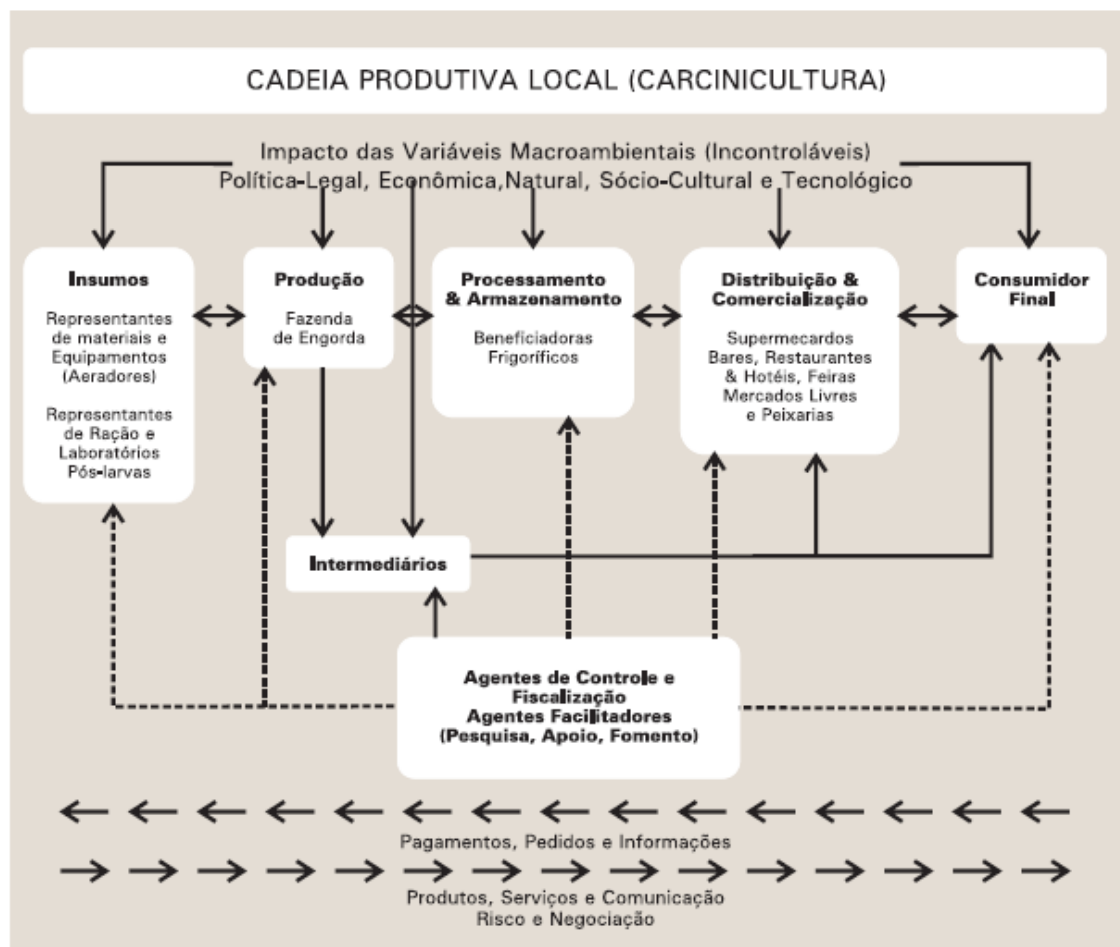 CADEIA PRODUTIVA LOCAL (CARCINICULTURA)
Impacto das Variáveis Macroambientais (Incontroláveis)
Política-Legal, Econômica,Natural, Sócio-Cultural e Tecnológico
Insumos
Representantes
de materiais e
Equipamentos
(Aeradores)
Representantes
de Ração e
Laboratórios
Pós-larvas
Produção
Fazenda
de Engorda
Processamento
& Armazenamento
Beneficiadoras
Frigoríficos
Distribuição &
Comercialização
Supermecardos
Bares, Restaurantes
& Hotéis, Feiras
Mercados Livres
e Peixarias
Consumidor
Final
Intermediários
Agentes de Controle e
Fiscalização
Agentes Facilitadores
(Pesquisa, Apoio, Fomento)
Pagamentos, Pedidos e Informações
Produtos, Serviços e Comunicação
Risco e Negociação